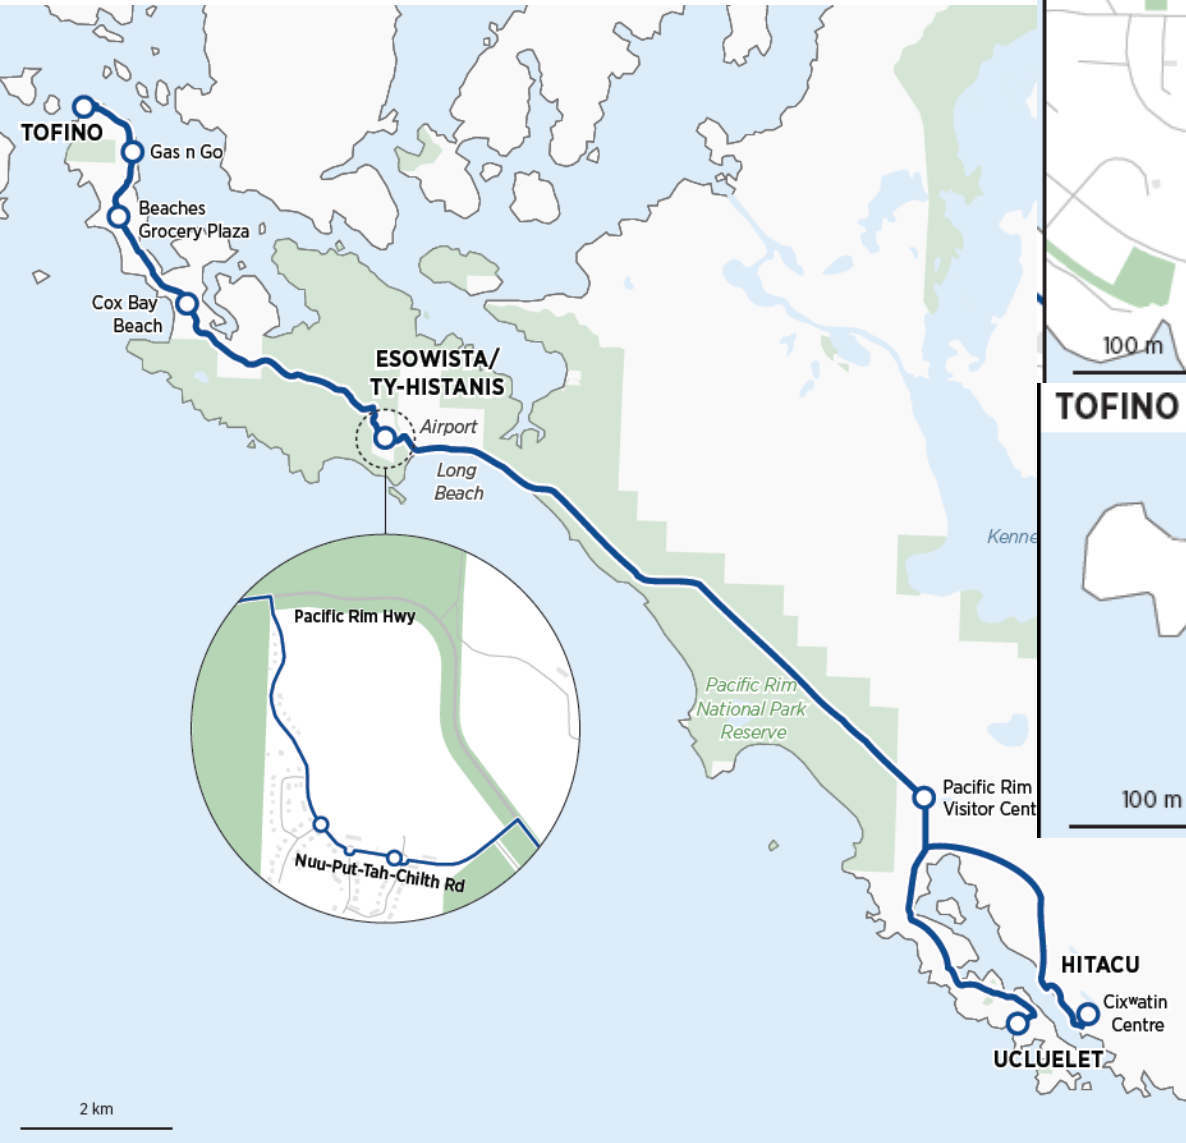 TOFINO
Gas n Go
Beaches
Grocery Plaza
Cox Bay
Beach
ESOWISTA/
TY-HISTANIS
Airport
Long
Beach
Kenne
100 m
TOFINO
100 m
Pacific Rim Hwy
Nuu-Put-Tah-Chilth Rd
Pacific Rim
National Park
Reserve
Pacific Rim
Visitor Cent
HITACU
Cixʷatin
Centre
UCLUELET
2 km